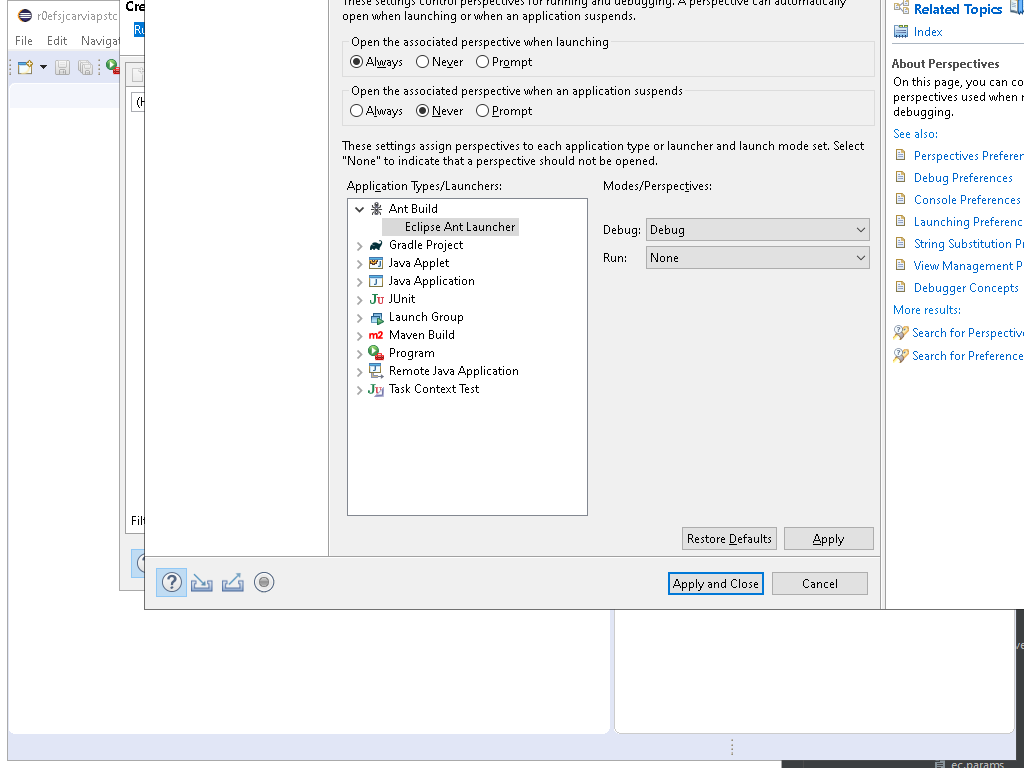 r0efsjcarviapstc
File Edit Navigat
Cre
Ru
(H
Filt
These settings control perspectives for running and debugging. A perspective can automatically
open when launching or when an application suspends.
Open the associated perspective when launching
Always Never Prompt
Open the associated perspective when an application suspends
Always Never Prompt
These settings assign perspectives to each application type or launcher and launch mode set. Select
"None" to indicate that a perspective should not be opened.
Application Types/Launchers:
Modes/Perspectives:
Ant Build
Eclipse Ant Launcher
Gradle Project
Java Applet
Java Application
JUnit
Launch Group
m2 Maven Build
Program
Remote Java Application
Task Context Test
Debug: Debug
Run: None
Restore Defaults Apply
Apply and Close Cancel
Related Topics
Index
About Perspectives
On this page, you can co
perspectives used when r
debugging.
See also:
Perspectives Preferen
Debug Preferences
Console Preferences
Launching Preferenc
String Substitution Pr
View Management P
Debugger Concepts
More results:
Search for Perspective
Search for Preference
ve
ec.params